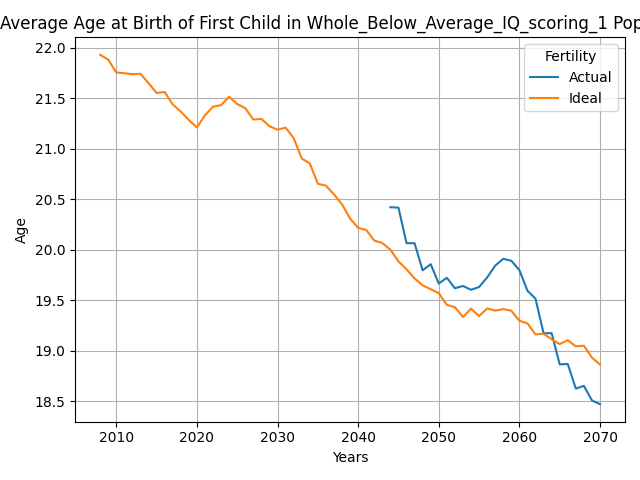 Average Age at Birth of First Child in Whole_Below_Average_IQ_scoring_1 Pop
22.0
21.5
21.0
20.5
20.0
19.5
19.0
18.5
Age
Fertility
Actual
Ideal
2010 2020 2030 2040 2050 2060 2070
Years